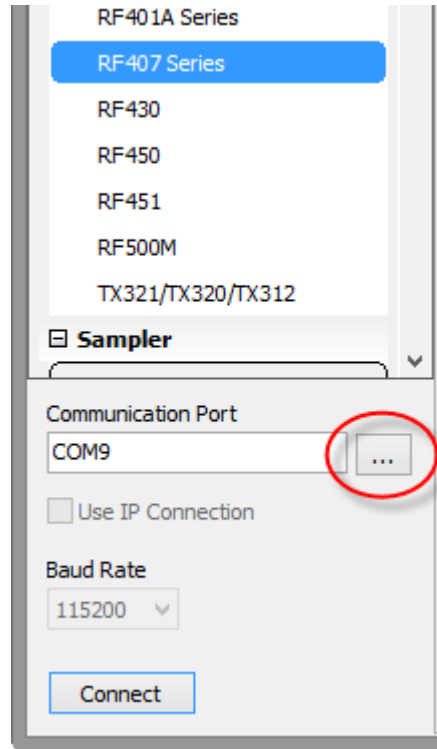 RF401A Series
RF407 Series
RF430
RF450
RF451
RF500M
TX321/TX320/TX312
Sampler
Communication Port
COM9
...
Use IP Connection
Baud Rate
115200
Connect